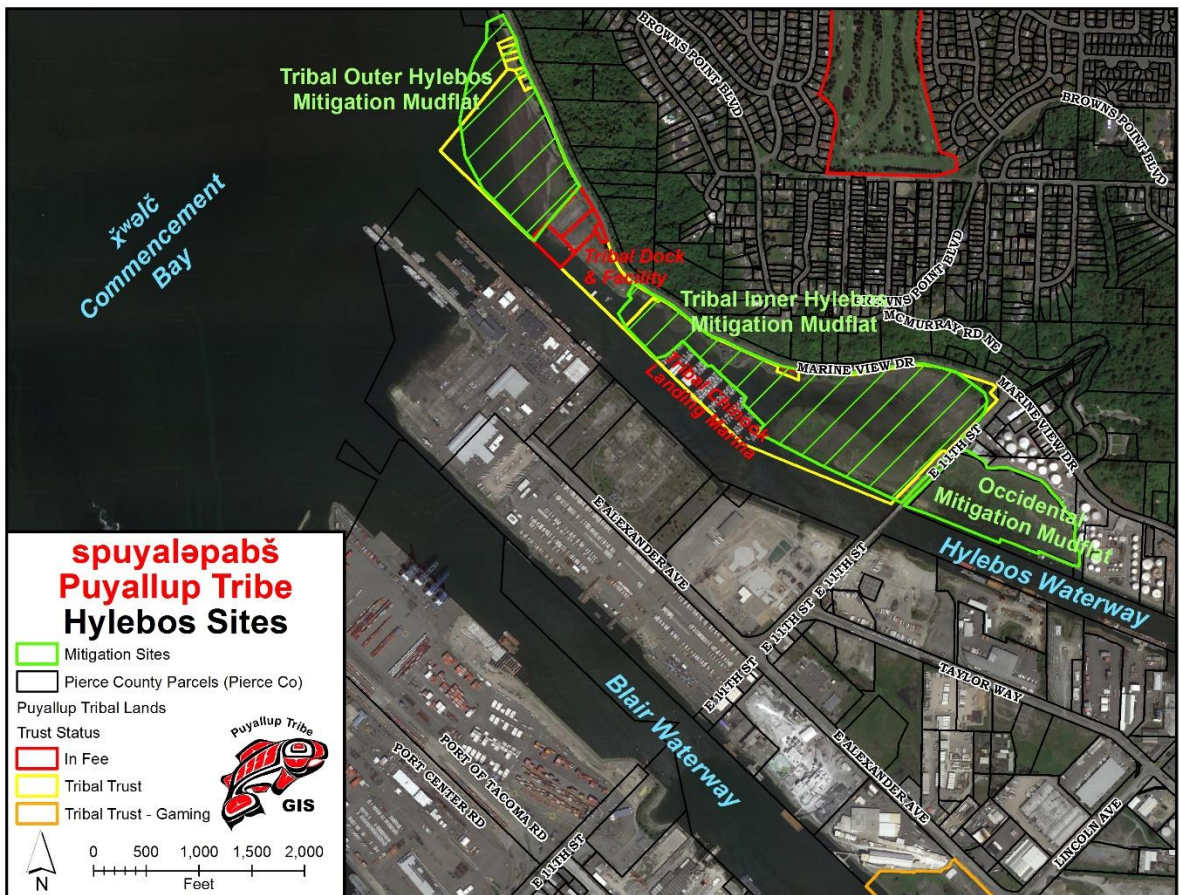 Tribal Outer Hylebos
Mitigation Mudflat
BROWNS POINT BLVD
BROWNS POINT BLVD
x̌ʷəlč
Commencement
Bay
Tribal Dock
& Facility
BROWNS POINT BLVD
Tribal Inner Hylebos
Mitigation Mudflat
MCMURRAY RD NE
MARINE VIEW DR
MARINE VIEW DR
Tribal Chinook
Landing Marina
E 11TH ST
Occidental
Mitigation Mudflat
Hylebos Waterway
E ALEXANDER AVE
E 11TH ST
E 11TH ST
E 11TH ST
TAYLOR WAY
Blair Waterway
E ALEXANDER AVE
PORT OF TACOMA RD
PORT CENTER RD
E 11TH ST
LINCOLN AVE
spuyaləpabš
Puyallup Tribe
Hylebos Sites
Mitigation Sites
Pierce County Parcels (Pierce Co)
Puyallup Tribal Lands
Trust Status
In Fee
Tribal Trust
Tribal Trust - Gaming
Puyallup Tribe
GIS
N
0 500 1,000 1,500 2,000
Feet